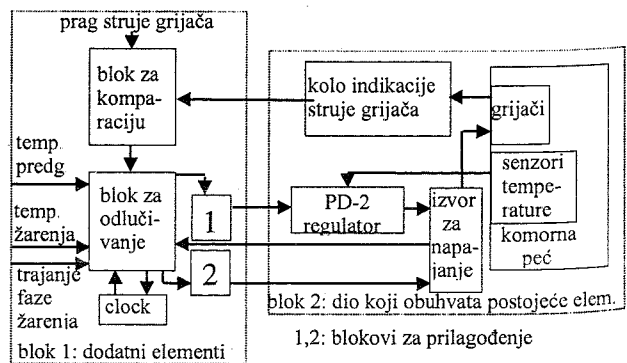 prag struje grijača
blok za
kompa-
raciju
kolo indikacije
struje grijača
grijači
temp.
predg
blok za
odluči-
vanje
temp.
žarenja
trajanje
faze
žarenja
clock
1
2
PD-2
regulator
izvor
za
napa-
janje
senzori
tempe-
rature
komorna
peć
blok 2: dio koji obuhvata postojeće elem.
blok 1: dodatni elementi
1,2: blokovi za prilagođenje